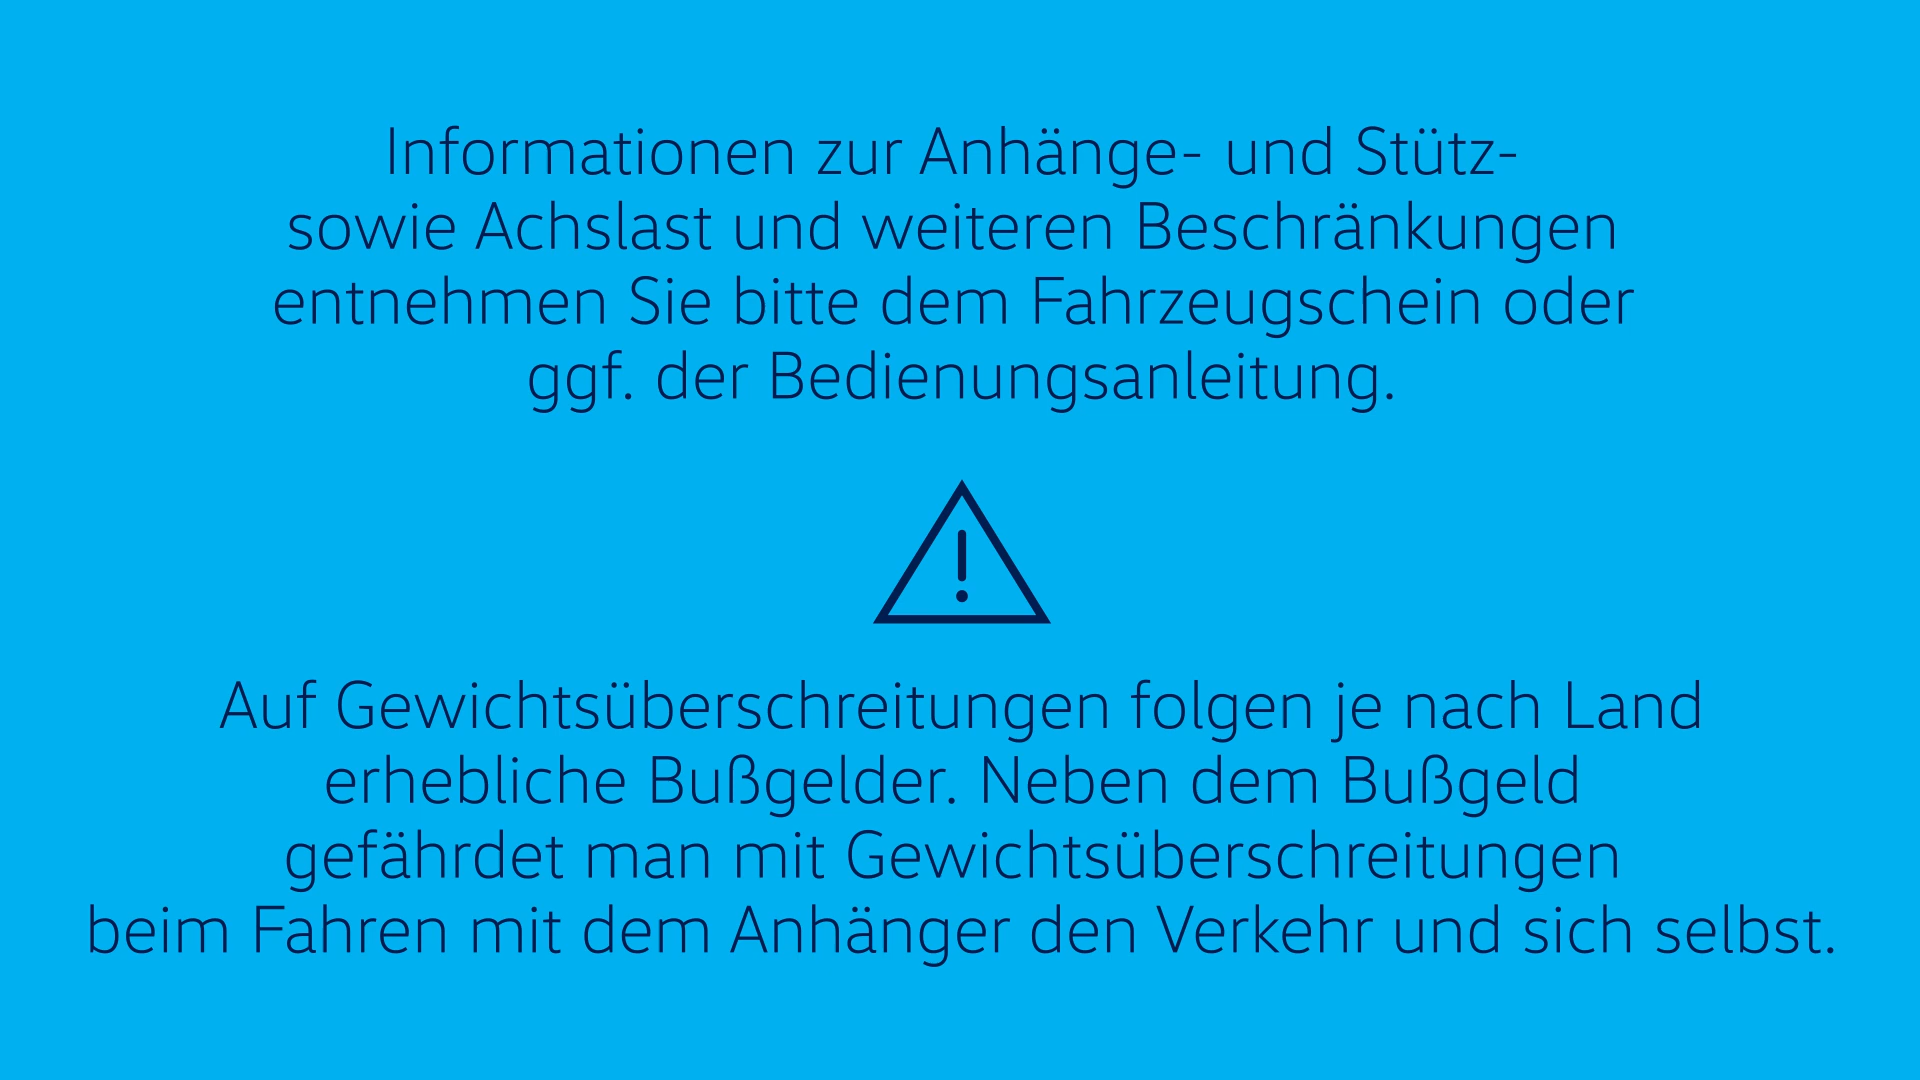 Informationen zur Anhänge- und Stütz-
sowie Achslast und weiteren Beschränkungen
entnehmen Sie bitte dem Fahrzeugschein oder
ggf. der Bedienungsanleitung.
Auf Gewichtsüberschreitungen folgen je nach Land
erhebliche Bußgelder. Neben dem Bußgeld
gefährdet man mit Gewichtsüberschreitungen
beim Fahren mit dem Anhänger den Verkehr und sich selbst.